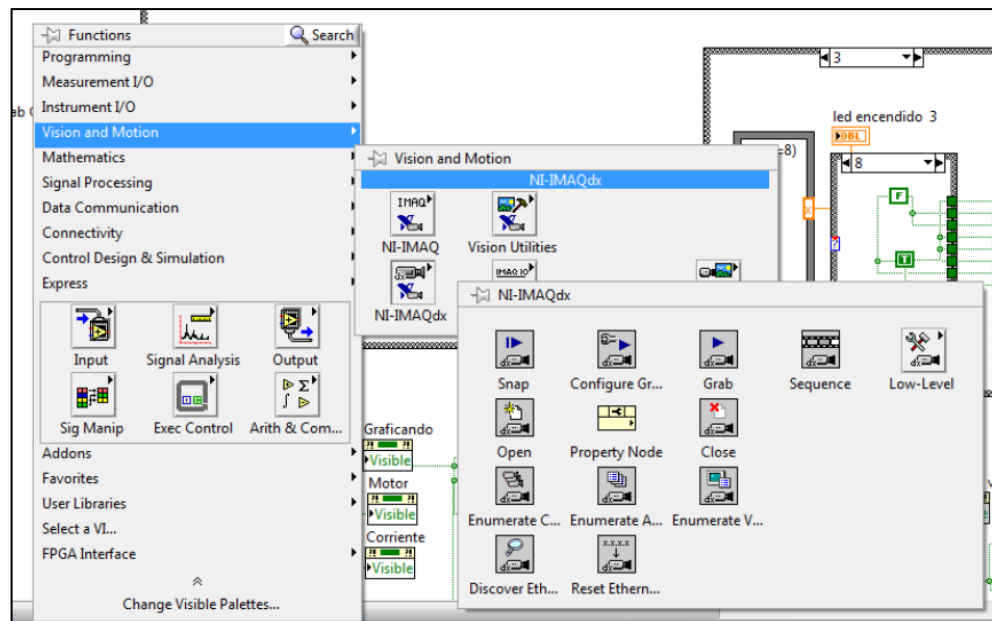 Functions
Search
Programming
Measurement I/O
Instrument I/O
Vision and Motion
Mathematics
Signal Processing
Data Communication
Connectivity
Control Design & Simulation
Express
Input
Signal Analysis
Output
Sig Manip
Exec Control
Arith & Com...
Addons
Favorites
User Libraries
Select a VI...
FPGA Interface
Change Visible Palettes...
Vision and Motion
NI-IMAQdx
IMAQ
NI-IMAQ
Vision Utilities
NI-IMAQdx
IMAQ IO
NI-IMAQdx
Snap
Configure Gr...
Grab
Sequence
Low-Level
Open
Property Node
Close
Enumerate C...
Enumerate A...
Enumerate V...
Discover Eth...
x.x.x.x
Reset Ethern...
3
led encendido 3
DBL
=8)
8
F
T
?
ab
Graficando
Visible
Motor
Visible
Corriente
Visible